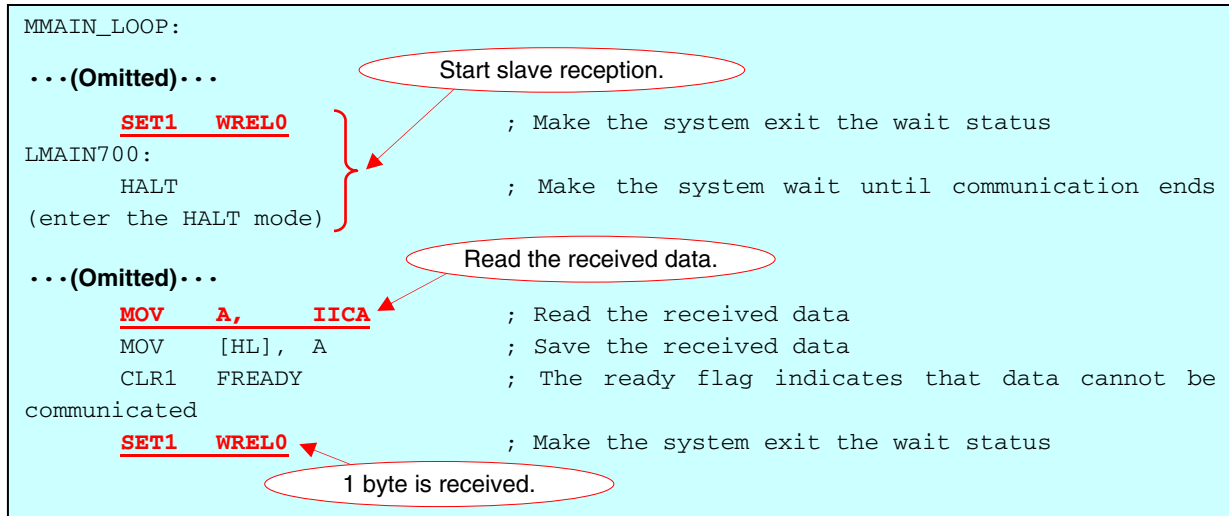 MMAIN_LOOP:
···(Omitted)···
Start slave reception.
SET1 WREL0 ; Make the system exit the wait status
LMAIN700:
HALT ; Make the system wait until communication ends
(enter the HALT mode)
Read the received data.
···(Omitted)···
MOV A, IICA ; Read the received data
MOV [HL], A ; Save the received data
CLR1 FREADY ; The ready flag indicates that data cannot be
communicated
SET1 WREL0 ; Make the system exit the wait status
1 byte is received.